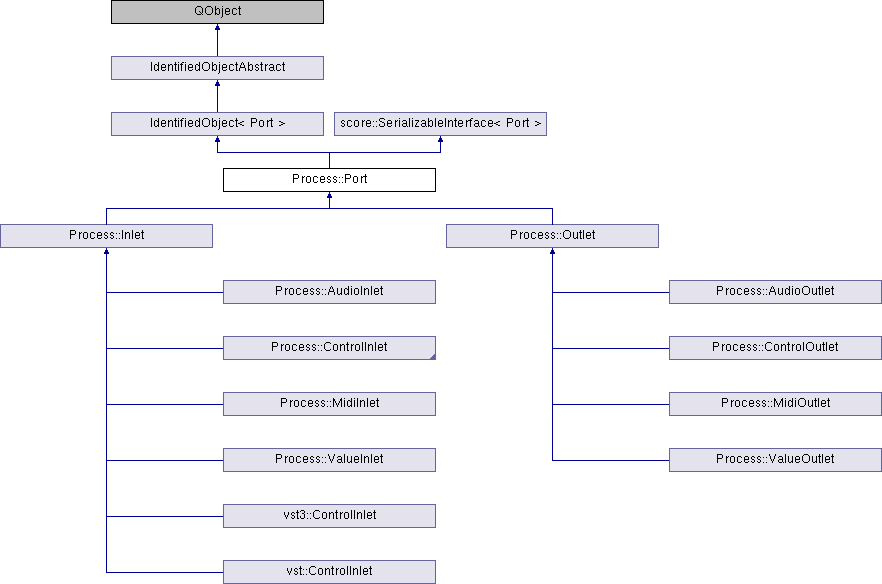 QObject
IdentifiedObjectAbstract
IdentifiedObject< Port >
score::SerializableInterface< Port >
Process::Port
Process::Inlet
Process::Outlet
Process::AudioInlet
Process::AudioOutlet
Process::ControlInlet
Process::ControlOutlet
Process::MidiInlet
Process::MidiOutlet
Process::ValueInlet
Process::ValueOutlet
vst3::ControlInlet
vst::ControlInlet